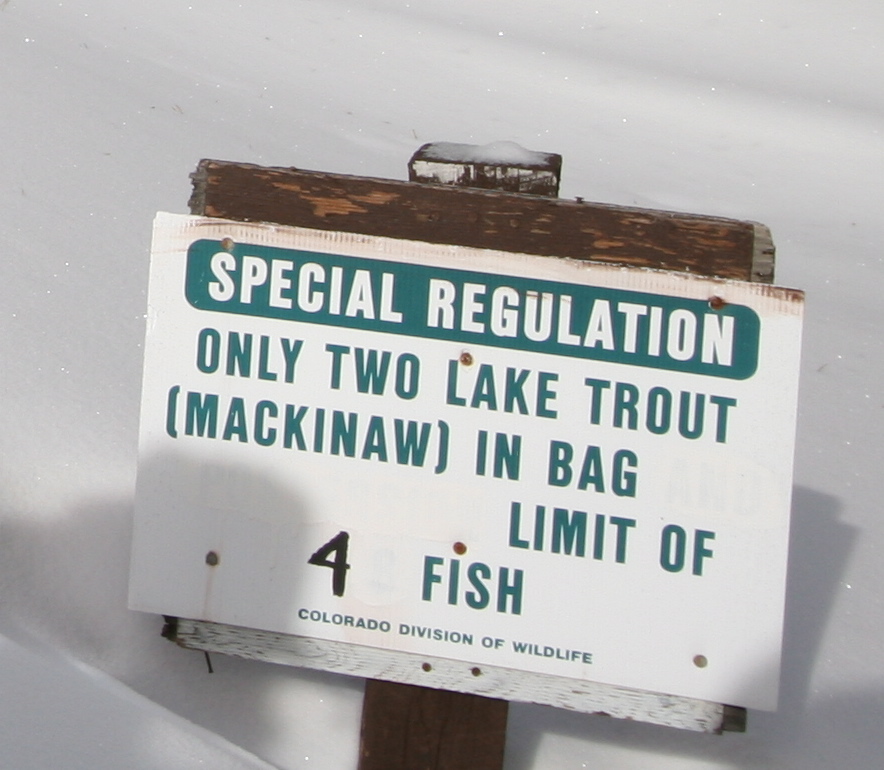 SPECIAL REGULATION
ONLY TWO LAKE TROUT
(MACKINAW) IN BAG
LIMIT OF
4 FISH
COLORADO DIVISION OF WILDLIFE